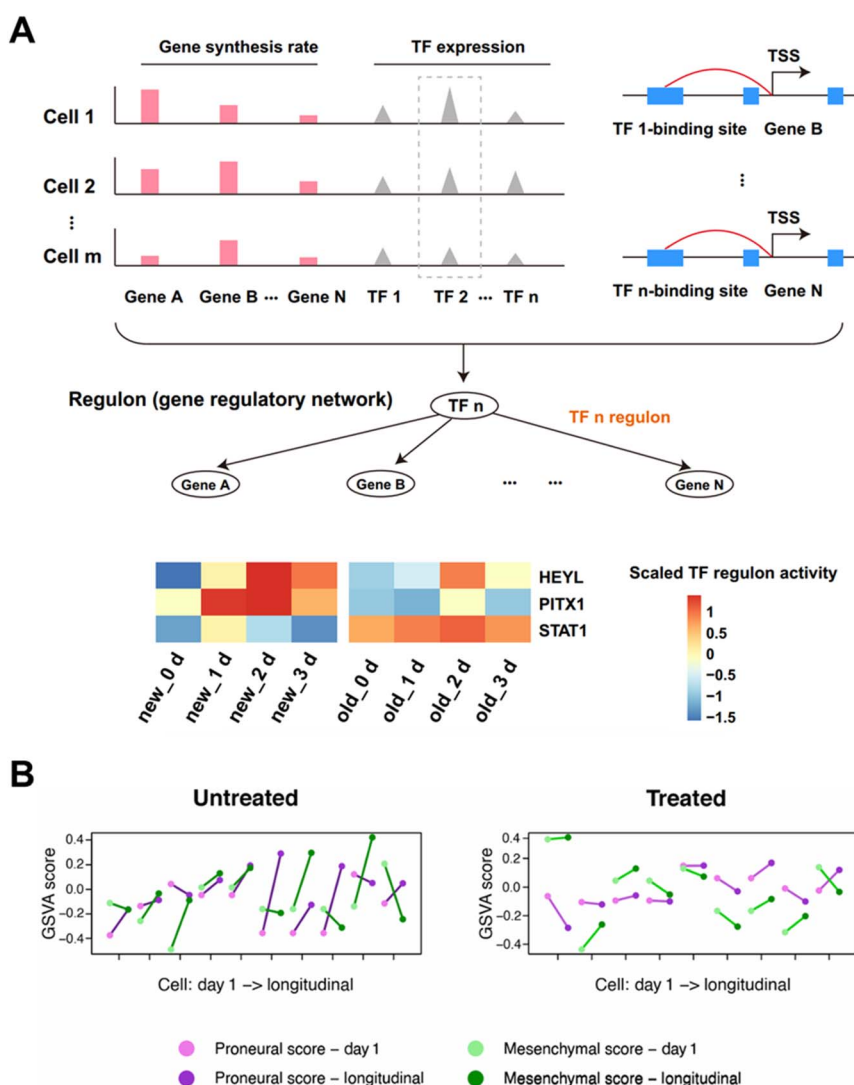 A
Gene synthesis rate
TF expression
Cell 1
Cell 2
...
Cell m
Gene A
Gene B
...
Gene N
TF 1
TF 2
...
TF n
TSS
TF 1-binding site
Gene B
...
TSS
TF n-binding site
Gene N
Regulon (gene regulatory network)
TF n
TF n regulon
Gene A
Gene B
... ...
Gene N
HEYL
PITX1
STAT1
new_0 d
new_1 d
new_2 d
new_3 d
old_0 d
old_1 d
old_2 d
old_3 d
Scaled TF regulon activity
1
0.5
0
−0.5
−1
−1.5
B
Untreated
GSVA score
0.4
0.2
0.0
−0.2
−0.4
Cell: day 1 −> longitudinal
Treated
GSVA score
0.4
0.2
0.0
−0.2
−0.4
Cell: day 1 −> longitudinal
Proneural score − day 1
Mesenchymal score − day 1
Proneural score − longitudinal
Mesenchymal score − longitudinal